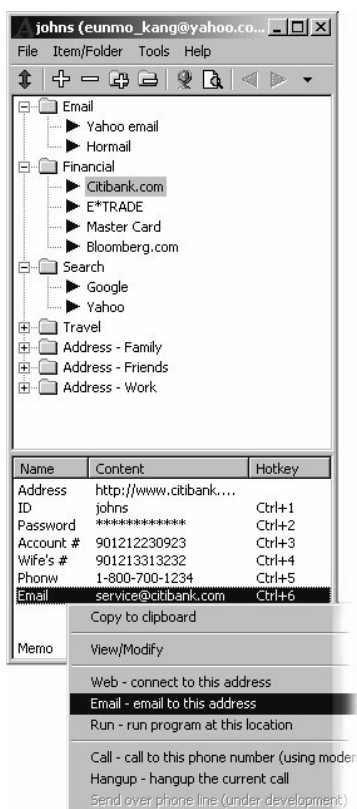 johns (eunmo_kang@yahoo.co...
File Item/Folder Tools Help
Email
Yahoo email
Hormail
Financial
Citibank.com
E*TRADE
Master Card
Bloomberg.com
Search
Google
Yahoo
Travel
Address - Family
Address - Friends
Address - Work
Name Content Hotkey
Address http://www.citibank....
ID johns Ctrl+1
Password ************ Ctrl+2
Account # 901212230923 Ctrl+3
Wife's # 901213313232 Ctrl+4
Phonw 1-800-700-1234 Ctrl+5
Email service@citibank.com Ctrl+6
Copy to clipboard
Memo View/Modify
Web - connect to this address
Email - email to this address
Run - run program at this location
Call - call to this phone number (using moder
Hangup - hangup the current call
Send over phone line (under development)